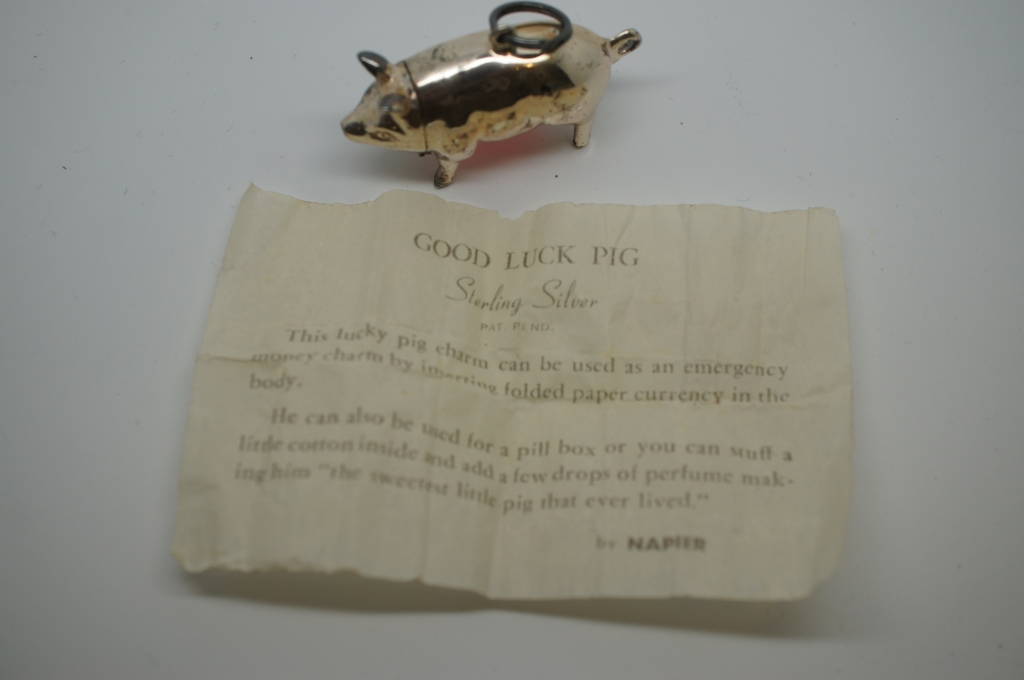 GOOD LUCK PIG
Sterling Silver
PAT. PEND.
This lucky pig charm can be used as an emergency
money charm by inserting folded paper currency in the
body.
He can also be used for a pill box or you can stuff a
little cotton inside and add a few drops of perfume mak-
ing him "the sweetest little pig that ever lived."
by NAPIER